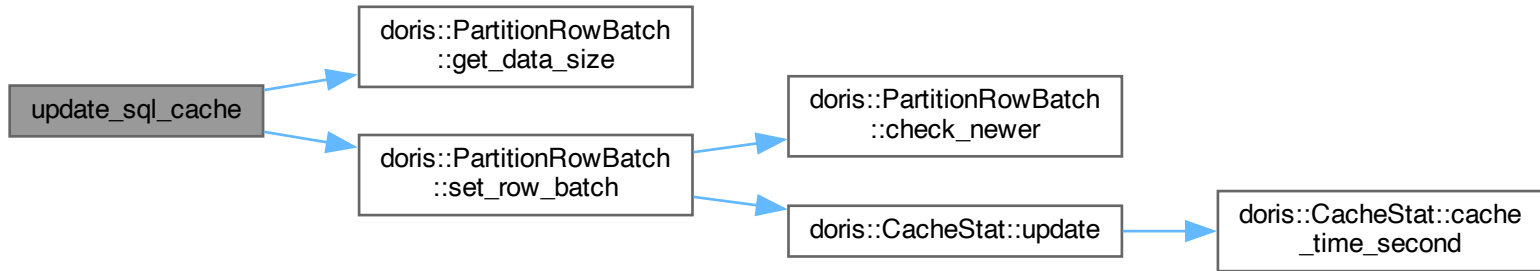 update_sql_cache
doris::PartitionRowBatch
::get_data_size
doris::PartitionRowBatch
::set_row_batch
doris::PartitionRowBatch
::check_newer
doris::CacheStat::update
doris::CacheStat::cache
_time_second